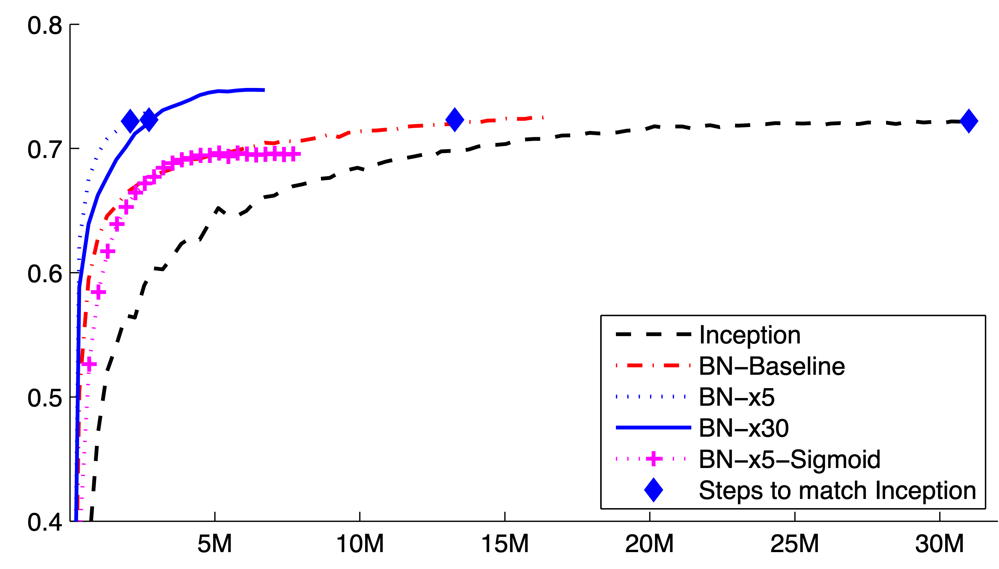 0.8
0.7
0.6
0.5
0.4
Inception
BN−Baseline
BN−x5
BN−x30
BN−x5−Sigmoid
Steps to match Inception
5M 10M 15M 20M 25M 30M